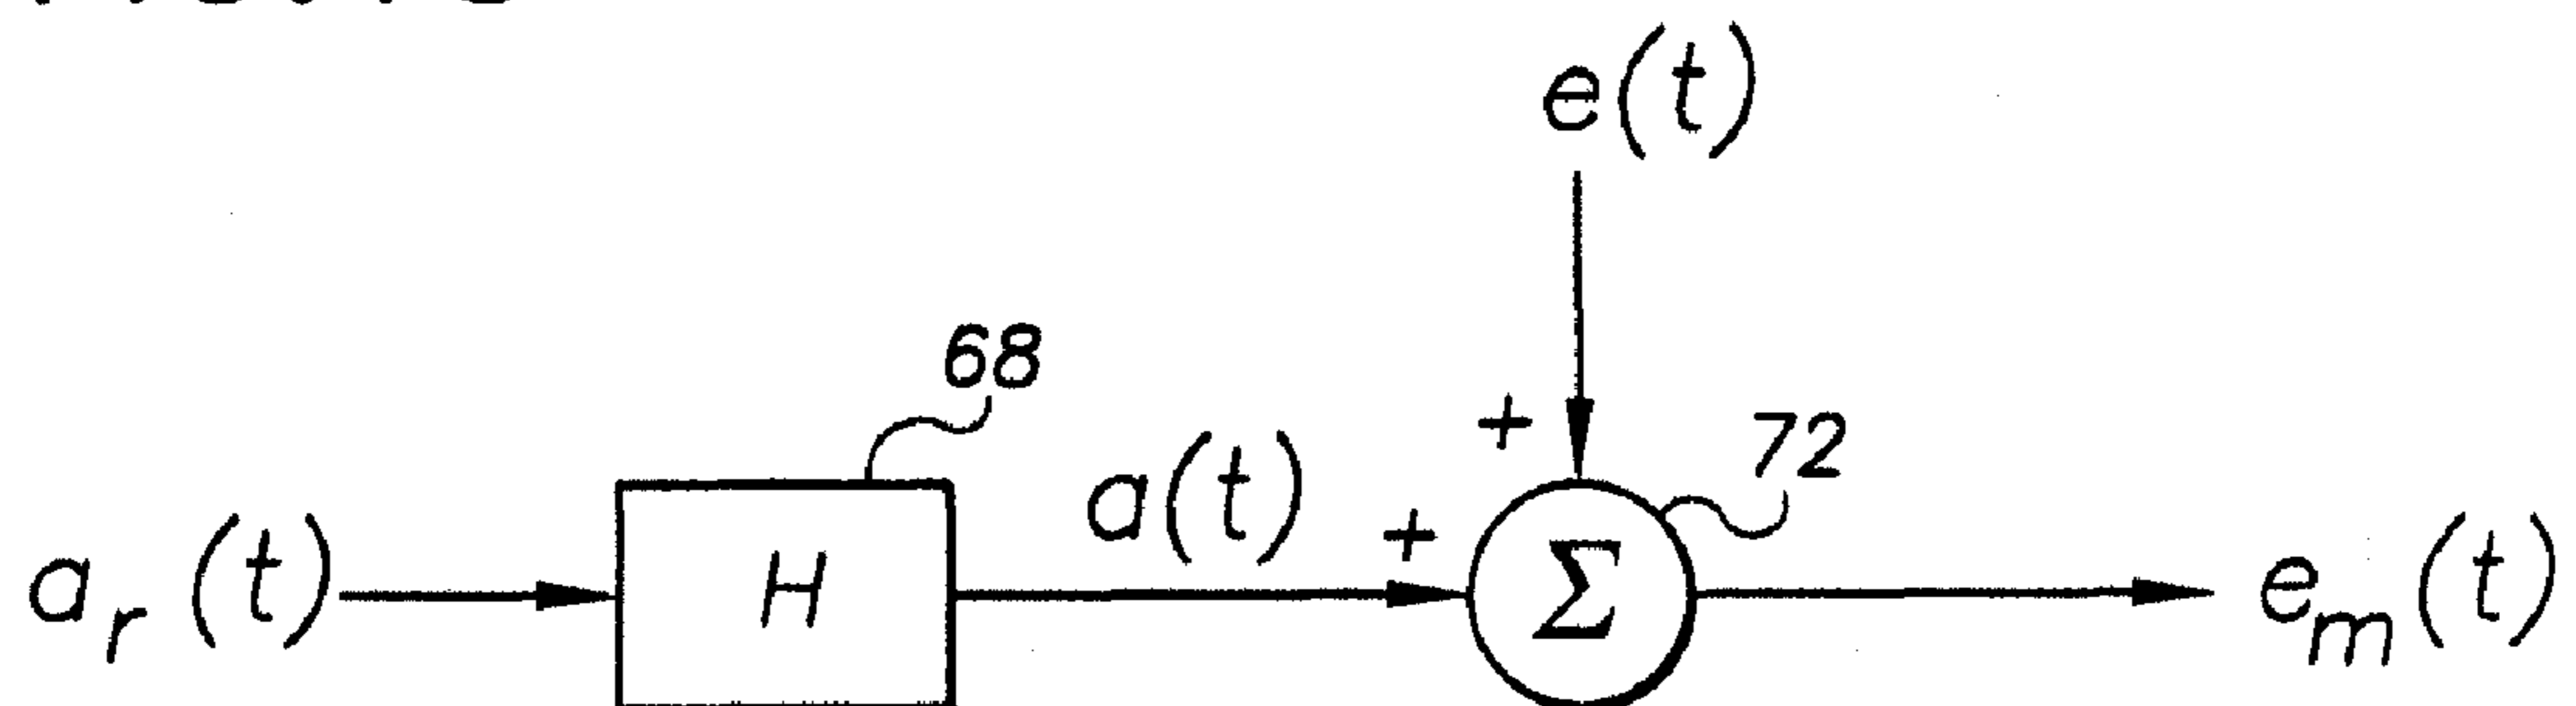 e(t)
68
+
72
a(t)
+
a_r(t)
H
Σ
e_m(t)